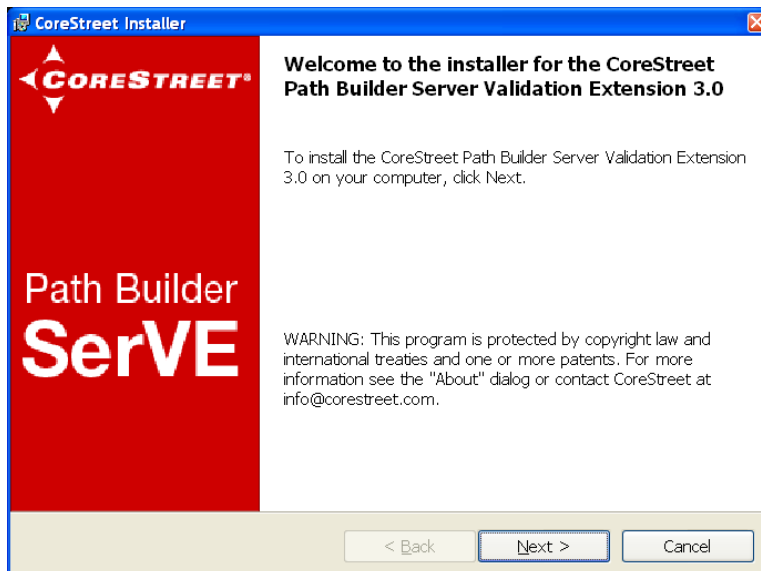 CoreStreet Installer
CORESTREET®
Path Builder
SerVE
Welcome to the installer for the CoreStreet
Path Builder Server Validation Extension 3.0
To install the CoreStreet Path Builder Server Validation Extension
3.0 on your computer, click Next.
WARNING: This program is protected by copyright law and
international treaties and one or more patents. For more
information see the "About" dialog or contact CoreStreet at
info@corestreet.com.
< Back
Next >
Cancel